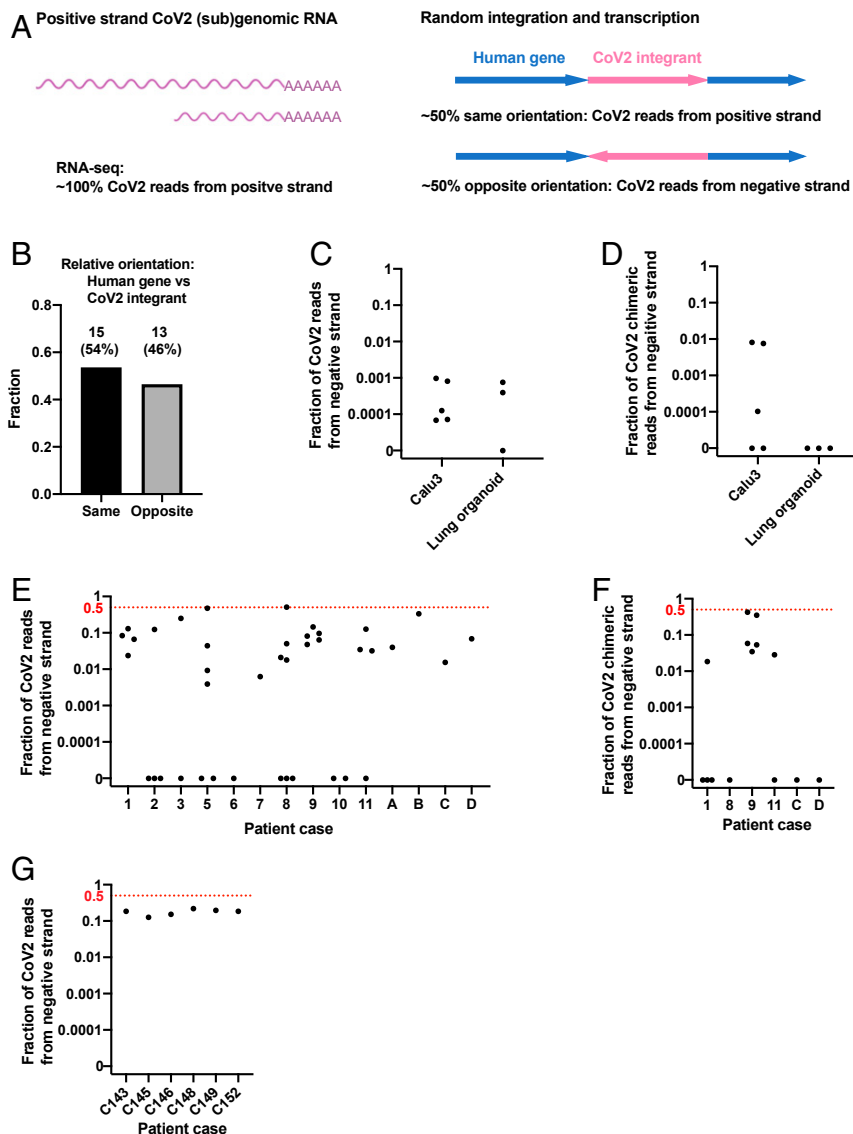 A
Positive strand CoV2 (sub)genomic RNA
AAAAAA
AAAAAA
RNA-seq:
~100% CoV2 reads from positve strand
Random integration and transcription
Human gene
CoV2 integrant
~50% same orientation: CoV2 reads from positive strand
~50% opposite orientation: CoV2 reads from negative strand
B
Relative orientation:
Human gene vs
CoV2 integrant
Fraction
0.8
0.6
0.4
0.2
0.0
15
(54%)
13
(46%)
Same
Opposite
C
Fraction of CoV2 reads
from negative strand
1
0.1
0.01
0.001
0.0001
0
Calu3
Lung organoid
D
Fraction of CoV2 chimeric
reads from negaitive strand
1
0.1
0.01
0.001
0.0001
0
Calu3
Lung organoid
E
Fraction of CoV2 reads
from negative strand
1
0.5
0.1
0.01
0.0001
0
1 2 3 5 6 7 8 9 10 11 A B C D
Patient case
F
Fraction of CoV2 chimeric
reads from negative strand
1
0.5
0.1
0.01
0.0001
0
1 8 9 11 C D
Patient case
G
Fraction of CoV2 reads
from negative strand
1
0.5
0.1
0.01
0.0001
0
C143 C145 C146 C148 C149 C152
Patient case